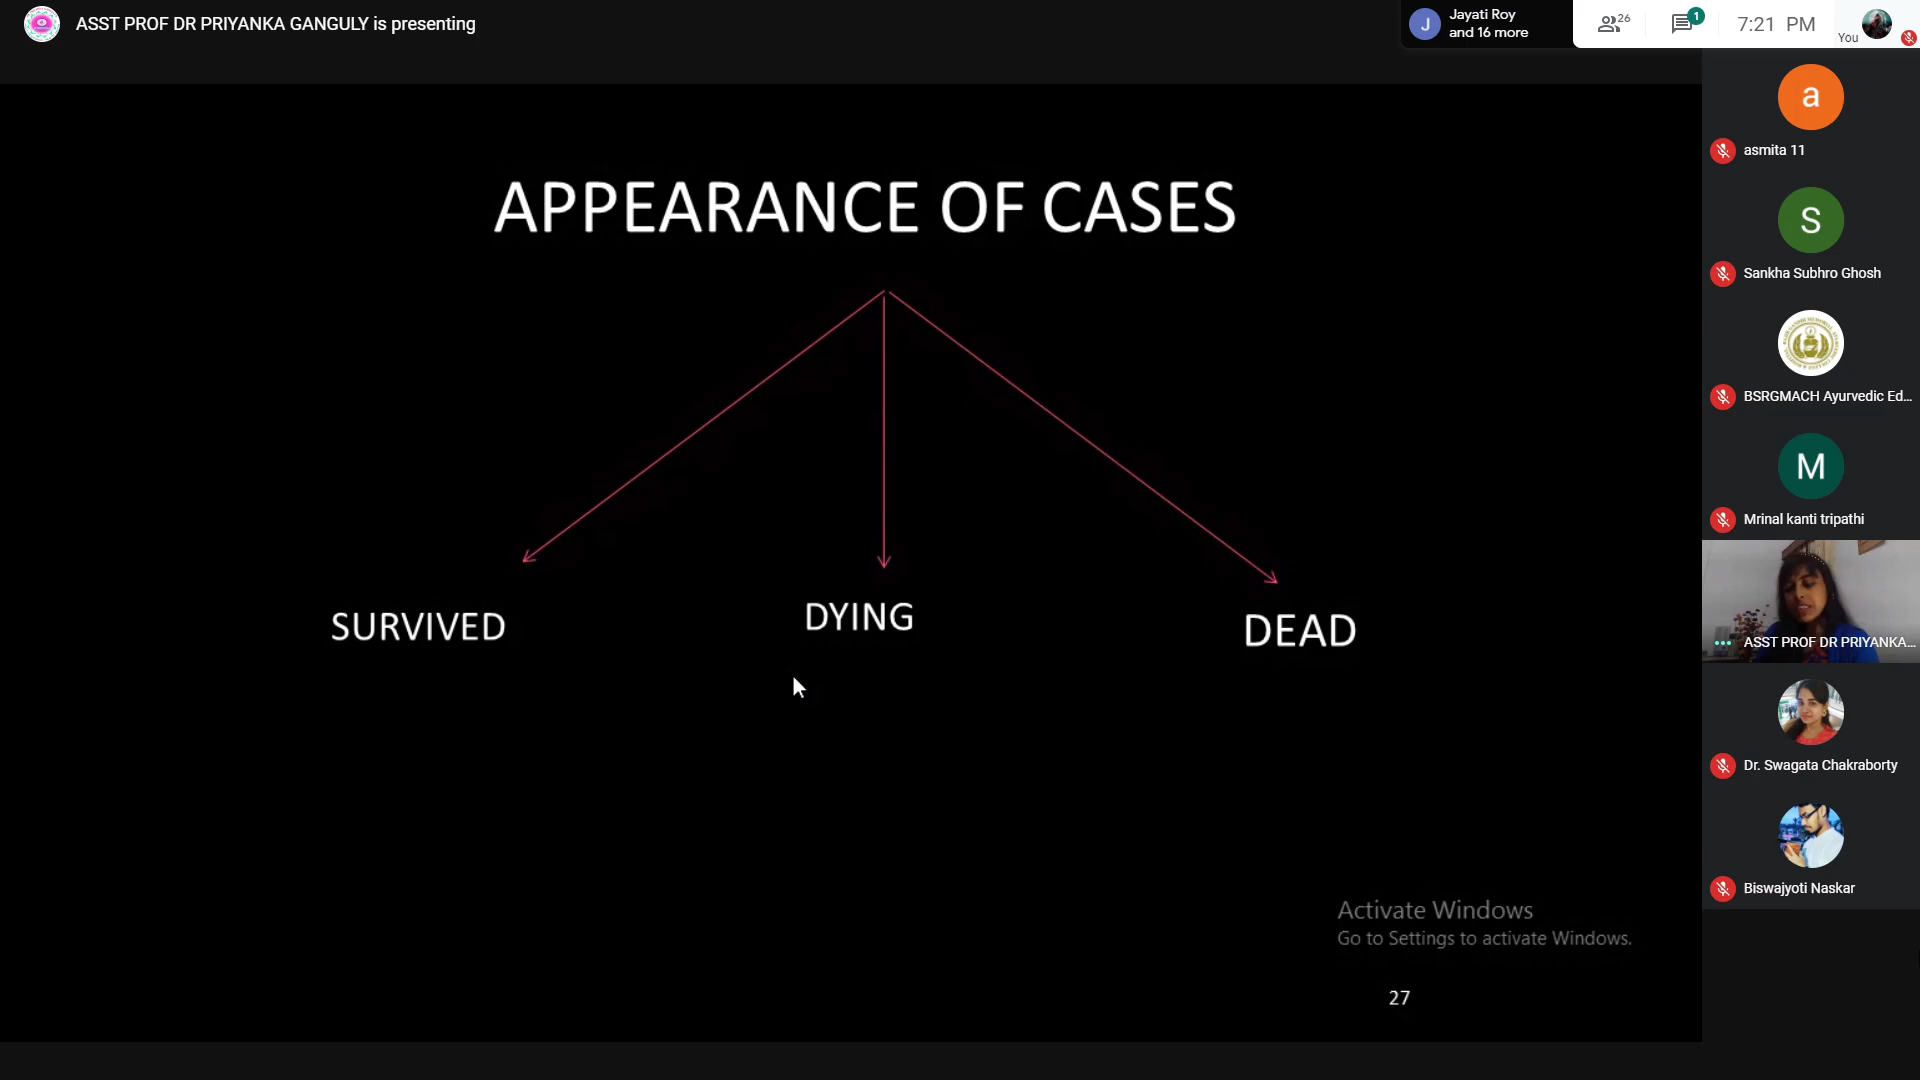 ASST PROF DR PRIYANKA GANGULY is presenting
J
Jayati Roy
and 16 more
26
1
7:21 PM
You
APPEARANCE OF CASES
SURVIVED
DYING
DEAD
Activate Windows
Go to Settings to activate Windows.
27
a
asmita 11
S
Sankha Subhro Ghosh
BSRGMACH Ayurvedic Ed...
M
Mrinal kanti tripathi
ASST PROF DR PRIYANKA...
Dr. Swagata Chakraborty
Biswajyoti Naskar